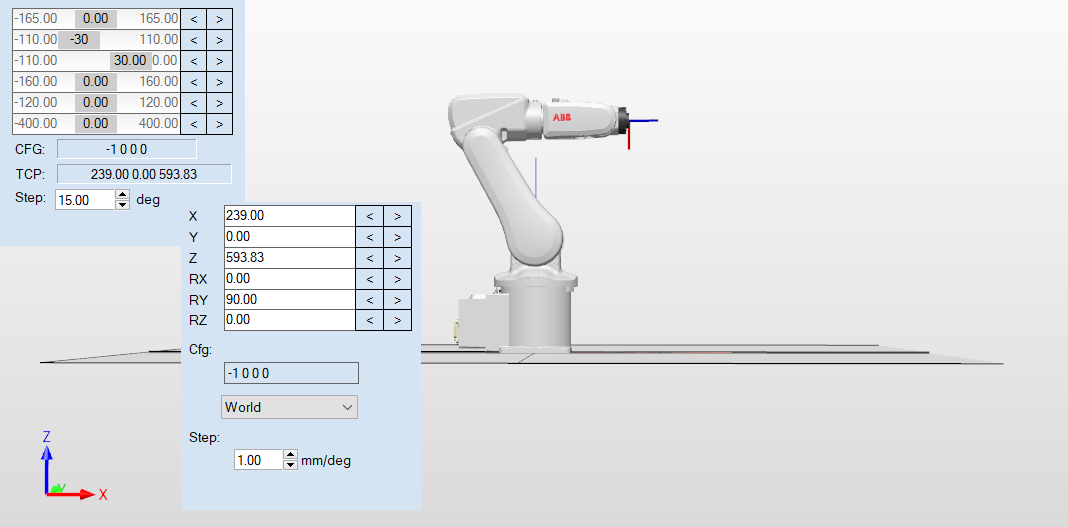 -165.00 0.00 165.00 < >
-110.00 -30 110.00 < >
-110.00 30.00 0.00 < >
-160.00 0.00 160.00 < >
-120.00 0.00 120.00 < >
-400.00 0.00 400.00 < >
CFG: -1 0 0 0
TCP: 239.00 0.00 593.83
Step: 15.00 deg
X 239.00 < >
Y 0.00 < >
Z 593.83 < >
RX 0.00 < >
RY 90.00 < >
RZ 0.00 < >
Cfg:
-1 0 0 0
World
Step:
1.00 mm/deg
ABB
Z
Y
X